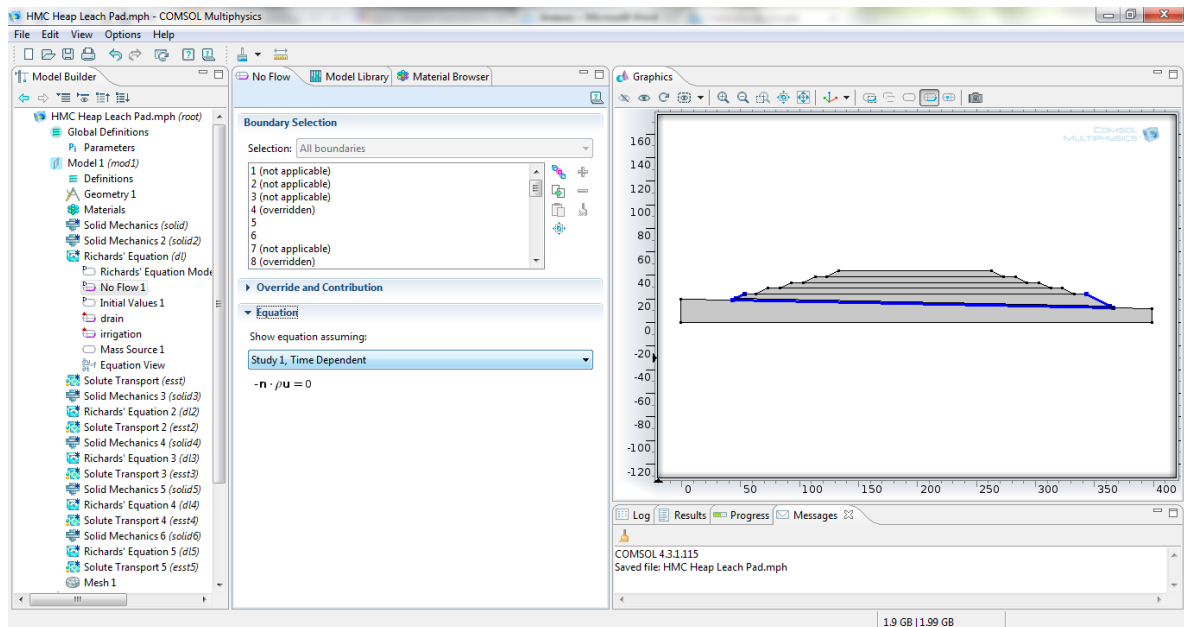 HMC Heap Leach Pad.mph - COMSOL Multiphysics
File Edit View Options Help
Model Builder
HMC Heap Leach Pad.mph (root)
Global Definitions
Pi Parameters
Model 1 (mod1)
Definitions
Geometry 1
Materials
Solid Mechanics (solid)
Solid Mechanics 2 (solid2)
Richards' Equation (dl)
Richards' Equation Mode
No Flow 1
Initial Values 1
drain
irrigation
Mass Source 1
Equation View
Solute Transport (esst)
Solid Mechanics 3 (solid3)
Richards' Equation 2 (dl2)
Solute Transport 2 (esst2)
Solid Mechanics 4 (solid4)
Richards' Equation 3 (dl3)
Solute Transport 3 (esst3)
Solid Mechanics 5 (solid5)
Richards' Equation 4 (dl4)
Solute Transport 4 (esst4)
Solid Mechanics 6 (solid6)
Richards' Equation 5 (dl5)
Solute Transport 5 (esst5)
Mesh 1
No Flow Model Library Material Browser
Boundary Selection
Selection: All boundaries
1 (not applicable)
2 (not applicable)
3 (not applicable)
4 (overridden)
5
6
7 (not applicable)
8 (overridden)
Override and Contribution
Equation
Show equation assuming:
Study 1, Time Dependent
-n · ρu = 0
Graphics
COMSOL
MULTIPHYSICS
160
140
120
100
80
60
40
20
0
-20
-40
-60
-80
-100
-120
0 50 100 150 200 250 300 350 400
Log Results Progress Messages
COMSOL 4.3.1.115
Saved file: HMC Heap Leach Pad.mph
1.9 GB | 1.99 GB